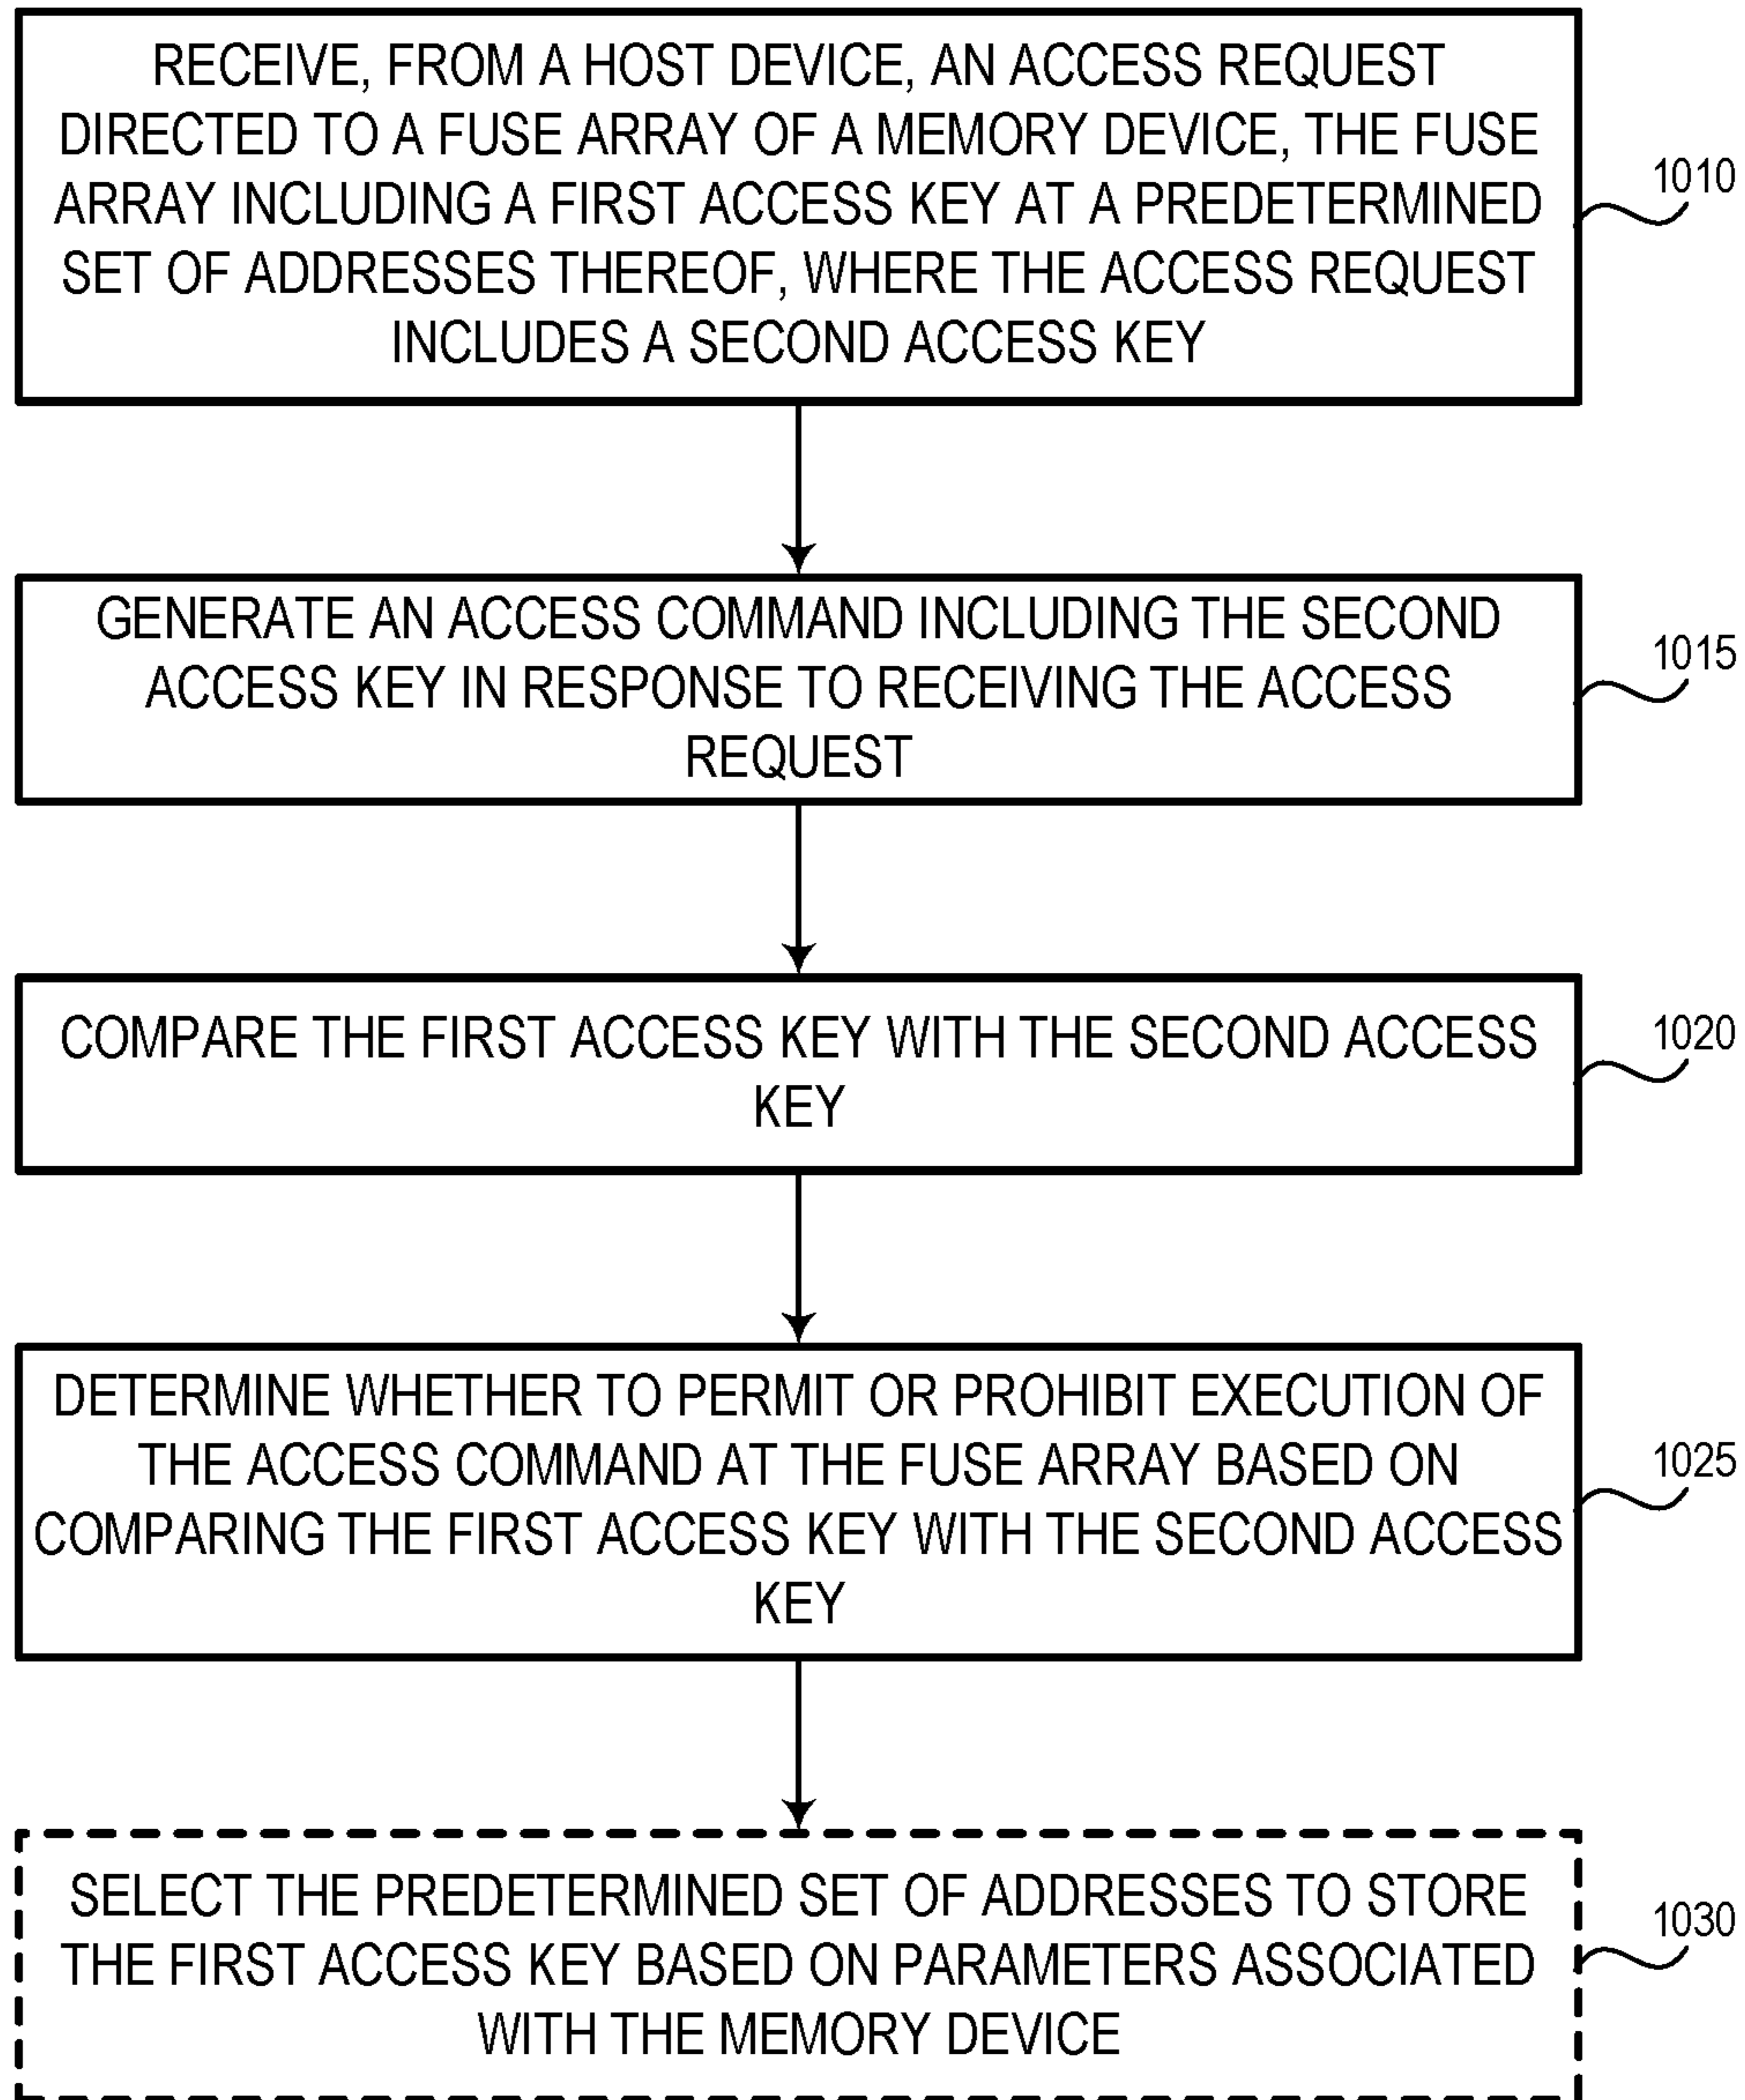 RECEIVE, FROM A HOST DEVICE, AN ACCESS REQUEST
DIRECTED TO A FUSE ARRAY OF A MEMORY DEVICE, THE FUSE
ARRAY INCLUDING A FIRST ACCESS KEY AT A PREDETERMINED
SET OF ADDRESSES THEREOF, WHERE THE ACCESS REQUEST
INCLUDES A SECOND ACCESS KEY
1010
GENERATE AN ACCESS COMMAND INCLUDING THE SECOND
ACCESS KEY IN RESPONSE TO RECEIVING THE ACCESS
REQUEST
1015
COMPARE THE FIRST ACCESS KEY WITH THE SECOND ACCESS
KEY
1020
DETERMINE WHETHER TO PERMIT OR PROHIBIT EXECUTION OF
THE ACCESS COMMAND AT THE FUSE ARRAY BASED ON
COMPARING THE FIRST ACCESS KEY WITH THE SECOND ACCESS
KEY
1025
SELECT THE PREDETERMINED SET OF ADDRESSES TO STORE
THE FIRST ACCESS KEY BASED ON PARAMETERS ASSOCIATED
WITH THE MEMORY DEVICE
1030